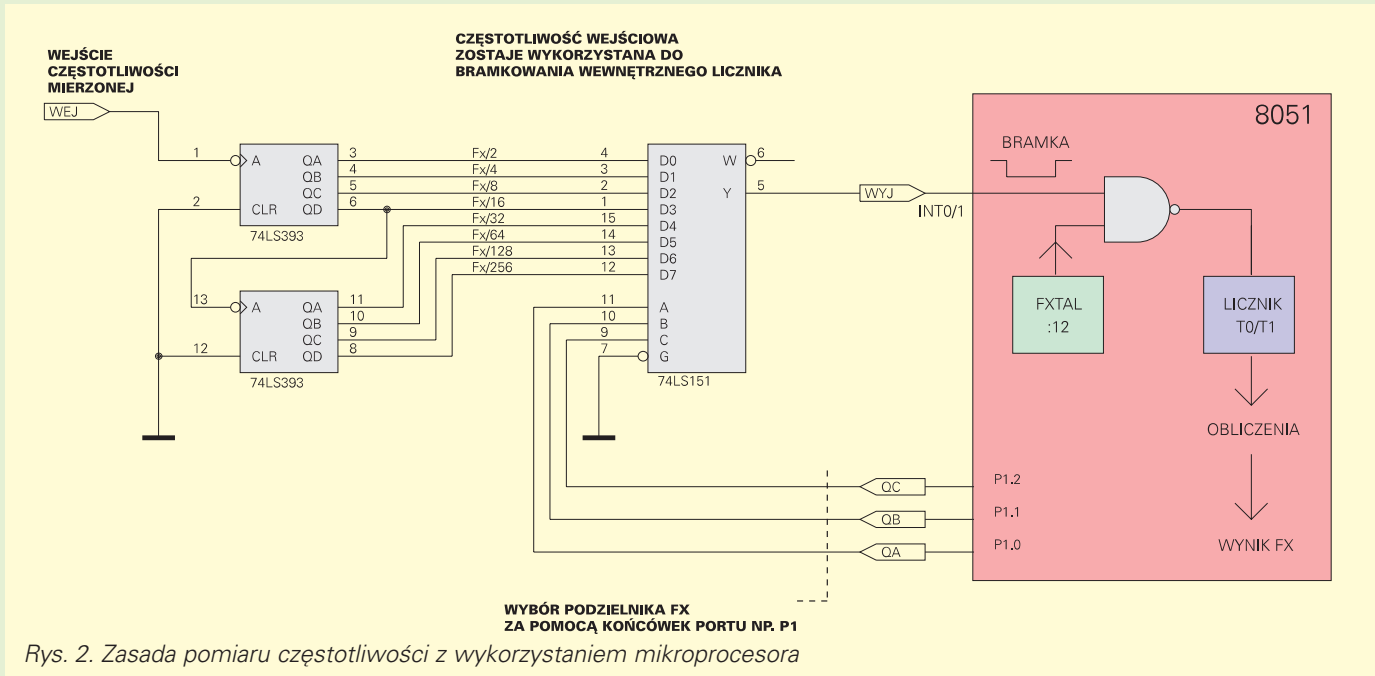 WEJŚCIE
CZĘSTOTLIWOŚCI
MIERZONEJ
WEJ
CZĘSTOTLIWOŚĆ WEJŚCIOWA
ZOSTAJE WYKORZYSTANA DO
BRAMKOWANIA WEWNĘTRZNEGO LICZNIKA
1 A QA 3 Fx/2 4 D0 W 6
QB 4 Fx/4 3 D1
QC 5 Fx/8 2 D2 Y 5
2 CLR QD 6 Fx/16 1 D3
74LS393
Fx/32 15 D4
Fx/64 14 D5
Fx/128 13 D6
Fx/256 12 D7
13 A QA 11
QB 10
QC 9
12 CLR QD 8
74LS393
11 A
10 B
9 C
7 G
74LS151
WYJ
INT0/1
8051
BRAMKA
FXTAL
:12
LICZNIK
T0/T1
OBLICZENIA
WYNIK FX
QC P1.2
QB P1.1
QA P1.0
WYBÓR PODZIELNIKA FX
ZA POMOCĄ KOŃCÓWEK PORTU NP. P1
Rys. 2. Zasada pomiaru częstotliwości z wykorzystaniem mikroprocesora